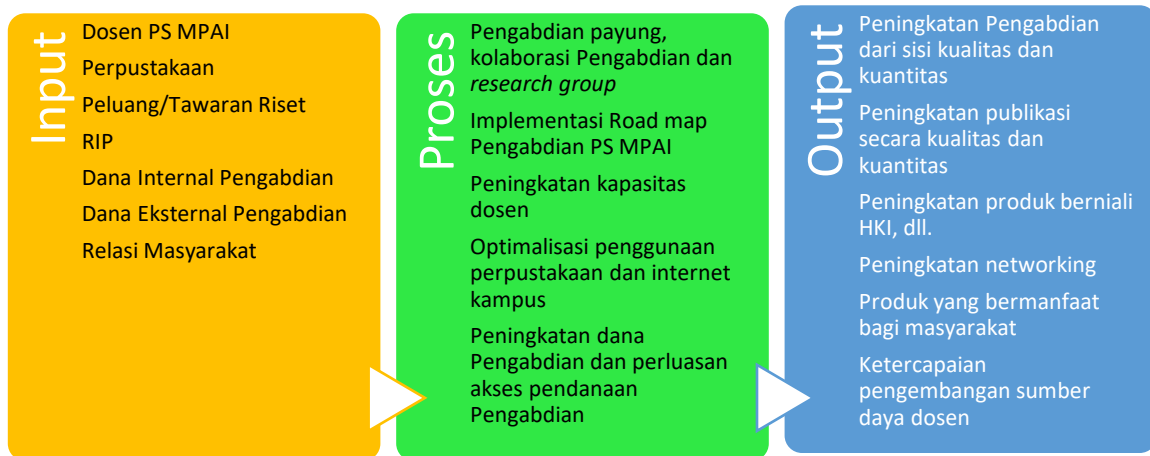 Input
Dosen PS MPAI
Perpustakaan
Peluang/Tawaran Riset
RIP
Dana Internal Pengabdian
Dana Eksternal Pengabdian
Relasi Masyarakat
Proses
Pengabdian payung,
kolaborasi Pengabdian dan
research group
Implementasi Road map
Pengabdian PS MPAI
Peningkatan kapasitas
dosen
Optimalisasi penggunaan
perpustakaan dan internet
kampus
Peningkatan dana
Pengabdian dan perluasan
akses pendanaan
Pengabdian
Output
Peningkatan Pengabdian
dari sisi kualitas dan
kuantitas
Peningkatan publikasi
secara kualitas dan
kuantitas
Peningkatan produk berniali
HKI, dll.
Peningkatan networking
Produk yang bermanfaat
bagi masyarakat
Ketercapaian
pengembangan sumber
daya dosen